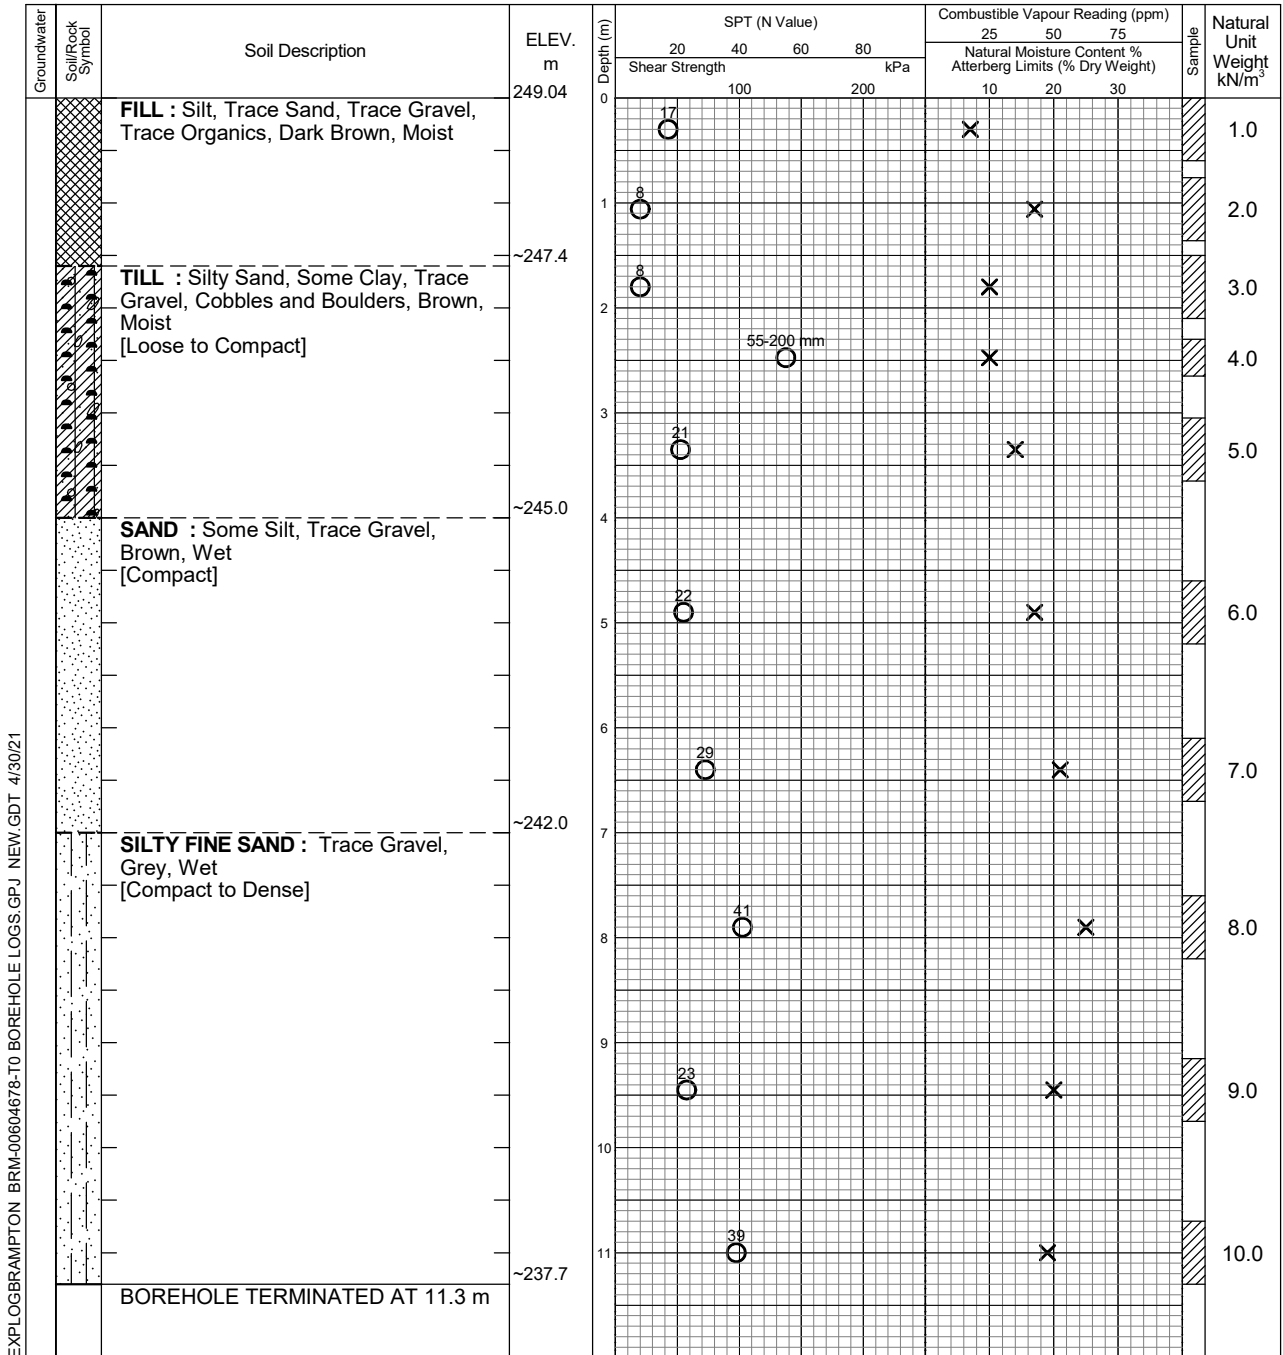 Groundwater
Soil/Rock
Symbol
Soil Description
ELEV.
m
249.04
Depth (m)
SPT (N Value)
20 40 60 80
Shear Strength kPa
100 200
Combustible Vapour Reading (ppm)
25 50 75
Natural Moisture Content %
Atterberg Limits (% Dry Weight)
10 20 30
Sample
Natural
Unit
Weight
kN/m3
0
FILL : Silt, Trace Sand, Trace Gravel,
Trace Organics, Dark Brown, Moist
17
1.0
8
1
2.0
~247.4
TILL : Silty Sand, Some Clay, Trace
Gravel, Cobbles and Boulders, Brown,
Moist
[Loose to Compact]
8
3.0
2
55-200 mm
4.0
3
21
5.0
~245.0
4
SAND : Some Silt, Trace Gravel,
Brown, Wet
[Compact]
22
6.0
5
6
29
7.0
~242.0
7
SILTY FINE SAND : Trace Gravel,
Grey, Wet
[Compact to Dense]
41
8.0
8
9
23
9.0
10
39
11
10.0
~237.7
BOREHOLE TERMINATED AT 11.3 m
EXPLOGBRAMPTON BRM-00604678-T0 BOREHOLE LOGS.GPJ NEW.GDT 4/30/21